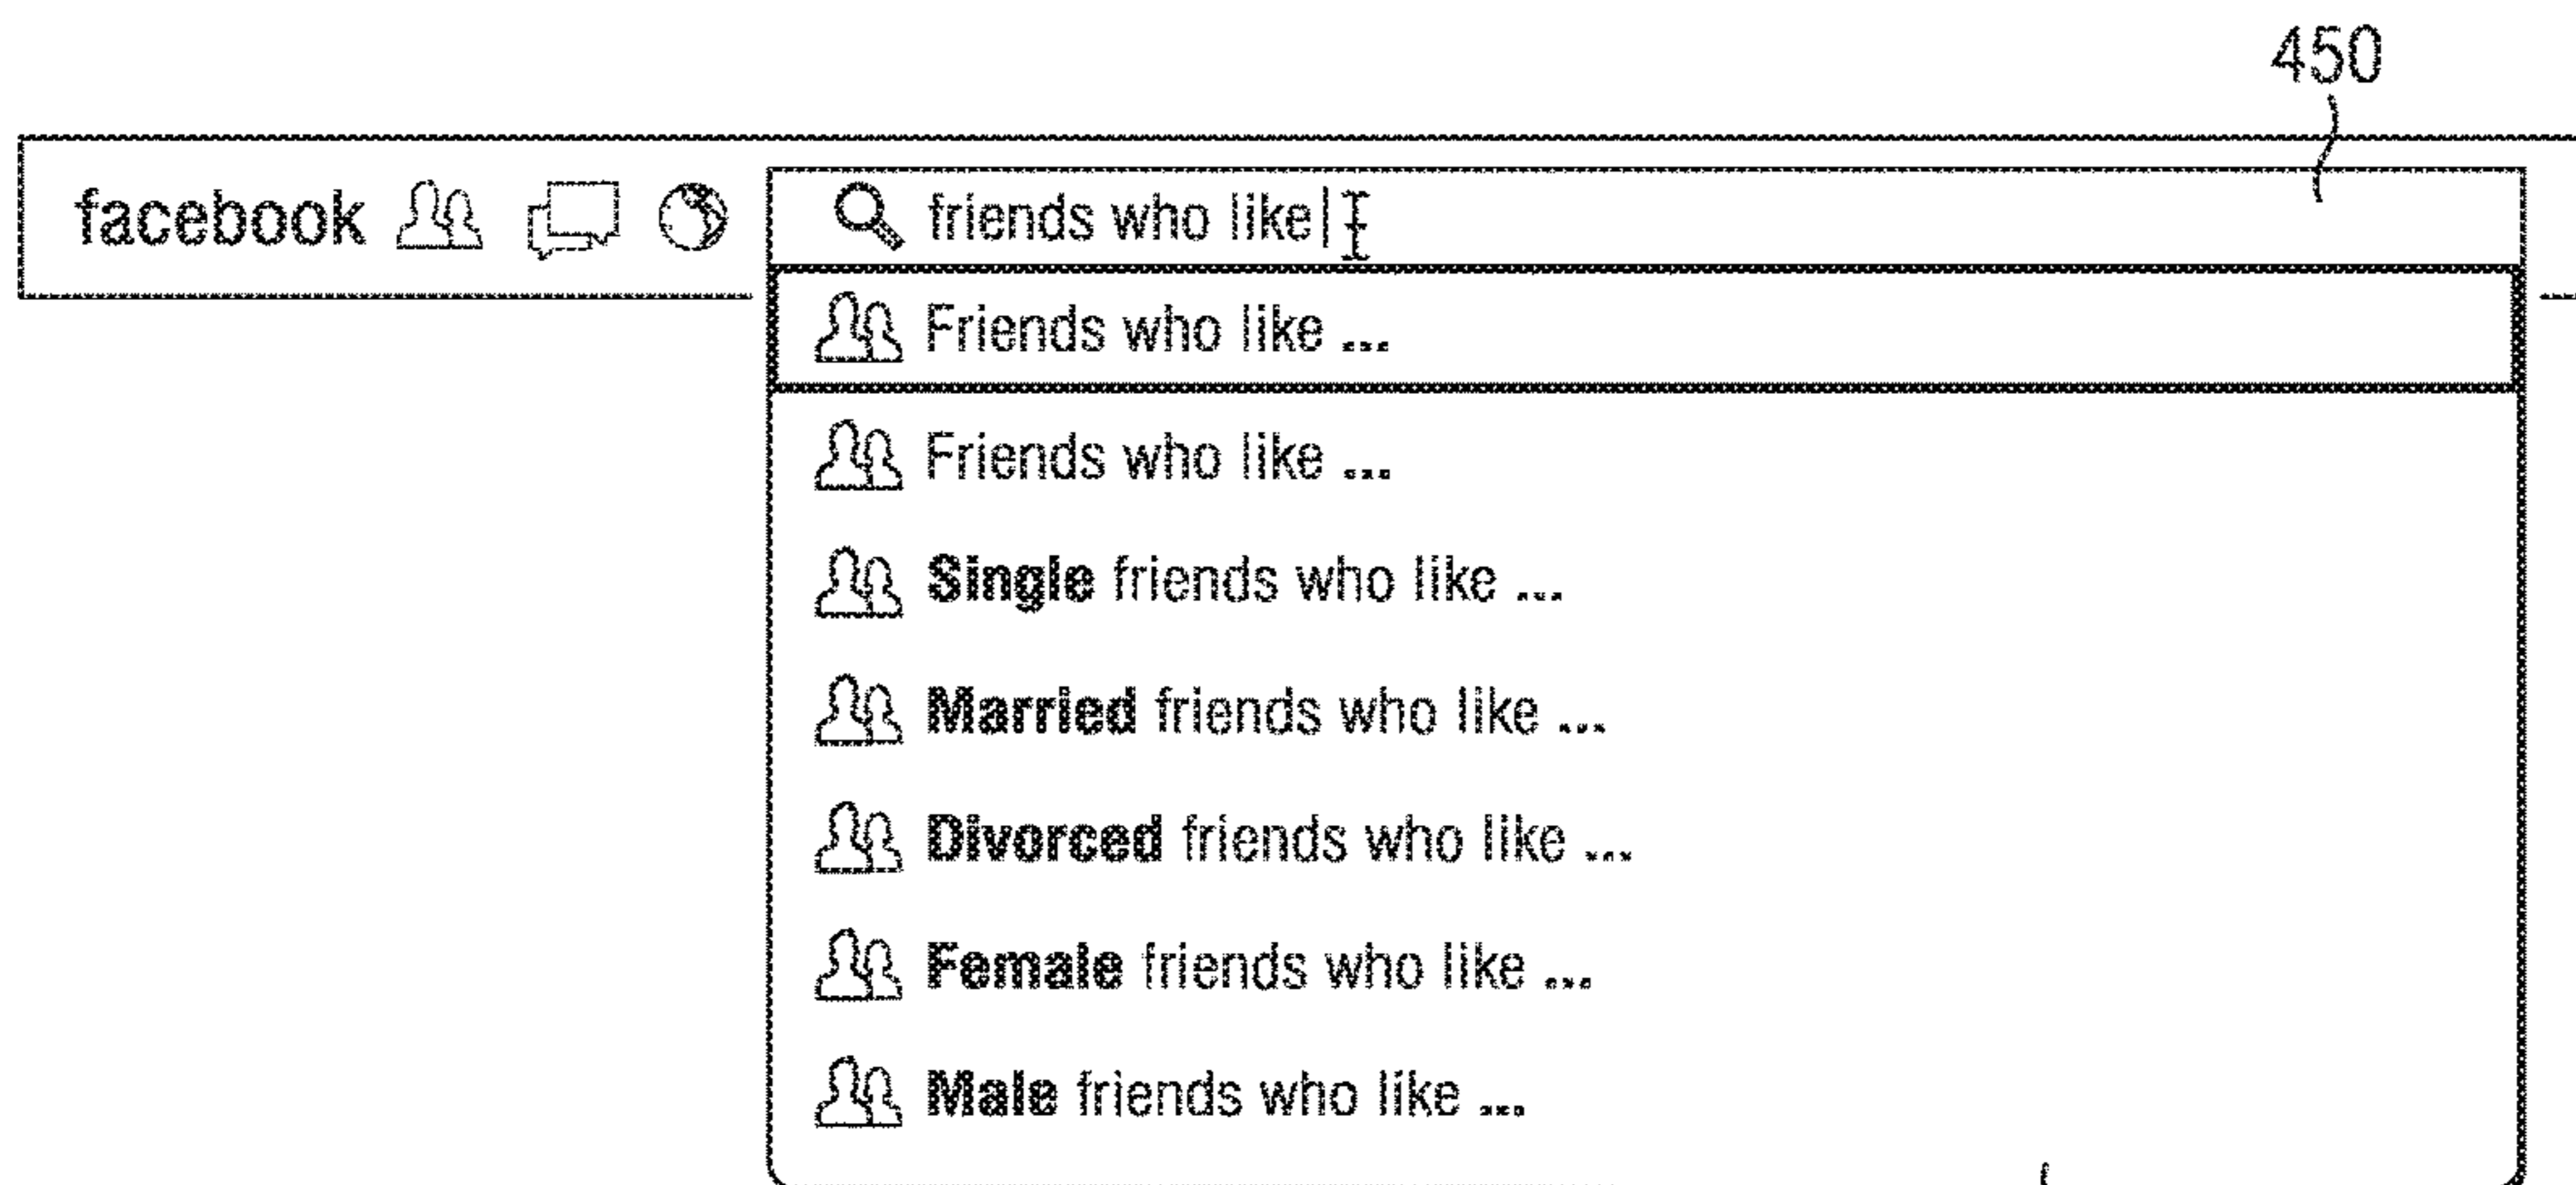 450
facebook friends who like
Friends who like ...
Friends who like ...
Single friends who like ...
Married friends who like ...
Divorced friends who like ...
Female friends who like ...
Male friends who like ...